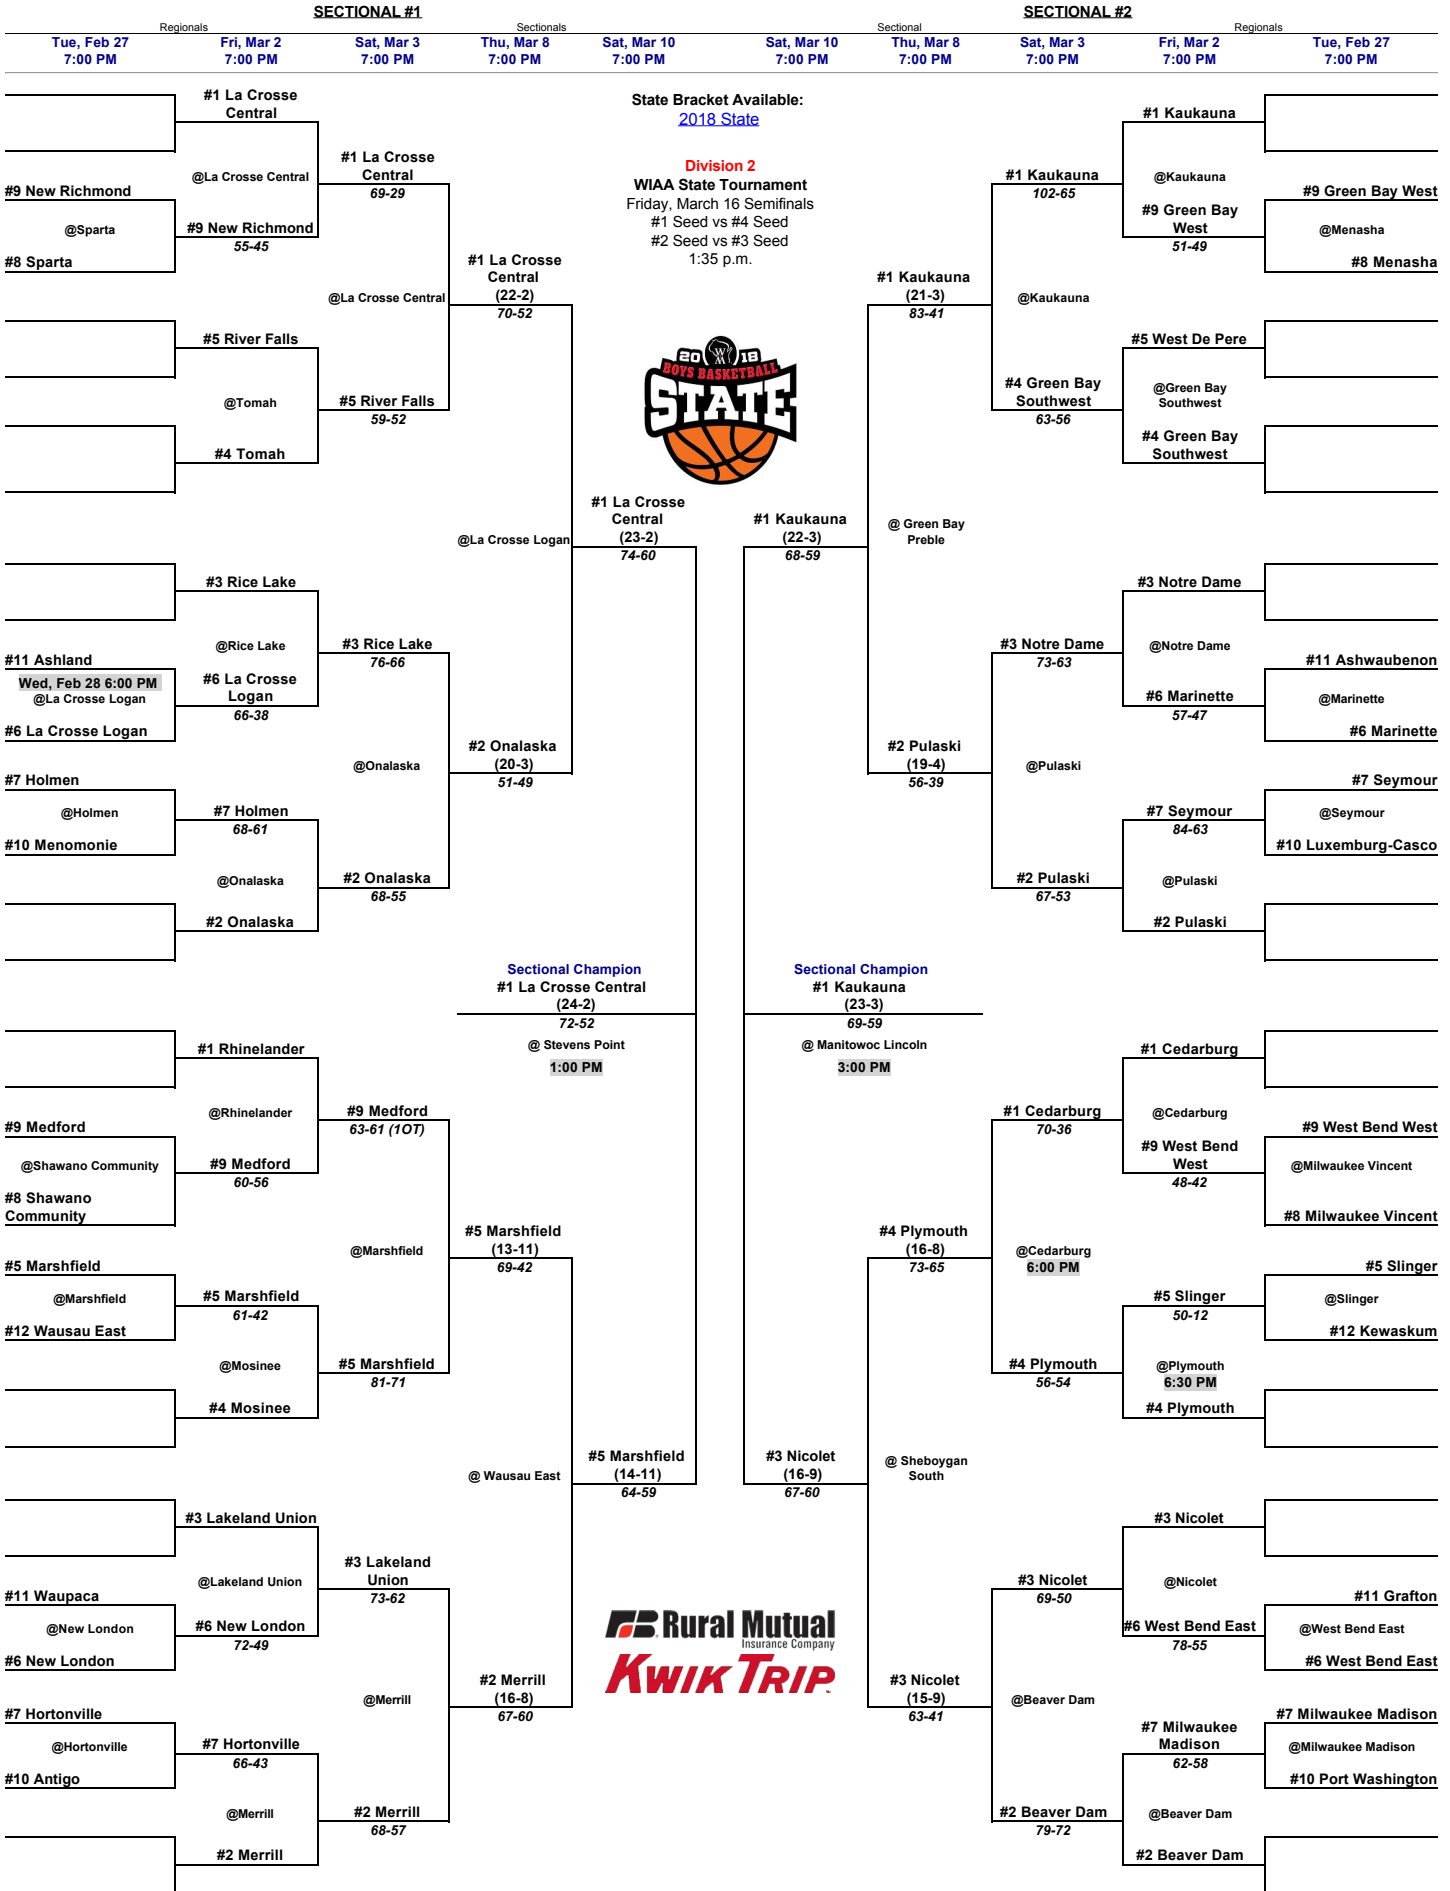 SECTIONAL #1
SECTIONAL #2
Regionals
Sectionals
Sectional
Regionals
Tue, Feb 27
7:00 PM
Fri, Mar 2
7:00 PM
Sat, Mar 3
7:00 PM
Thu, Mar 8
7:00 PM
Sat, Mar 10
7:00 PM
Sat, Mar 10
7:00 PM
Thu, Mar 8
7:00 PM
Sat, Mar 3
7:00 PM
Fri, Mar 2
7:00 PM
Tue, Feb 27
7:00 PM
State Bracket Available:
2018 State
Division 2
WIAA State Tournament
Friday, March 16 Semifinals
#1 Seed vs #4 Seed
#2 Seed vs #3 Seed
1:35 p.m.
20 18
BOYS BASKETBALL
STATE
#9 New Richmond
@Sparta
#8 Sparta
#11 Ashland
Wed, Feb 28 6:00 PM
@La Crosse Logan
#6 La Crosse Logan
#7 Holmen
@Holmen
#10 Menomonie
#1 La Crosse
Central
@La Crosse Central
#9 New Richmond
55-45
#5 River Falls
@Tomah
#4 Tomah
#3 Rice Lake
@Rice Lake
#6 La Crosse
Logan
66-38
#7 Holmen
68-61
@Onalaska
#2 Onalaska
#1 La Crosse
Central
69-29
@La Crosse Central
#5 River Falls
59-52
#3 Rice Lake
76-66
@Onalaska
#2 Onalaska
68-55
#1 La Crosse
Central
(22-2)
70-52
@La Crosse Logan
#2 Onalaska
(20-3)
51-49
#1 La Crosse
Central
(23-2)
74-60
Sectional Champion
#1 La Crosse Central
(24-2)
72-52
@ Stevens Point
1:00 PM
#9 Medford
@Shawano Community
#8 Shawano
Community
#5 Marshfield
@Marshfield
#12 Wausau East
#11 Waupaca
@New London
#6 New London
#7 Hortonville
@Hortonville
#10 Antigo
#1 Rhinelander
@Rhinelander
#9 Medford
60-56
#5 Marshfield
61-42
@Mosinee
#4 Mosinee
#3 Lakeland Union
@Lakeland Union
#6 New London
72-49
#7 Hortonville
66-43
@Merrill
#2 Merrill
#9 Medford
63-61 (1OT)
@Marshfield
#5 Marshfield
81-71
#3 Lakeland
Union
73-62
@Merrill
#2 Merrill
68-57
#5 Marshfield
(13-11)
69-42
@ Wausau East
#2 Merrill
(16-8)
67-60
#5 Marshfield
(14-11)
64-59
#1 Kaukauna
(22-3)
68-59
#1 Kaukauna
(21-3)
83-41
@ Green Bay
Preble
#2 Pulaski
(19-4)
56-39
#1 Kaukauna
102-65
@Kaukauna
#4 Green Bay
Southwest
63-56
#3 Notre Dame
73-63
@Pulaski
#2 Pulaski
67-53
#1 Kaukauna
@Kaukauna
#9 Green Bay
West
51-49
#5 West De Pere
@Green Bay
Southwest
#4 Green Bay
Southwest
#3 Notre Dame
@Notre Dame
#6 Marinette
57-47
#7 Seymour
84-63
@Pulaski
#2 Pulaski
#9 Green Bay West
@Menasha
#8 Menasha
#11 Ashwaubenon
@Marinette
#6 Marinette
#7 Seymour
@Seymour
#10 Luxemburg-Casco
Sectional Champion
#1 Kaukauna
(23-3)
69-59
@ Manitowoc Lincoln
3:00 PM
#3 Nicolet
(16-9)
67-60
#4 Plymouth
(16-8)
73-65
@ Sheboygan
South
#3 Nicolet
(15-9)
63-41
#1 Cedarburg
70-36
@Cedarburg
6:00 PM
#4 Plymouth
56-54
#3 Nicolet
69-50
@Beaver Dam
#2 Beaver Dam
79-72
#1 Cedarburg
@Cedarburg
#9 West Bend
West
48-42
#5 Slinger
50-12
@Plymouth
6:30 PM
#4 Plymouth
#3 Nicolet
@Nicolet
#6 West Bend East
78-55
#7 Milwaukee
Madison
62-58
@Beaver Dam
#2 Beaver Dam
#9 West Bend West
@Milwaukee Vincent
#8 Milwaukee Vincent
#5 Slinger
@Slinger
#12 Kewaskum
#11 Grafton
@West Bend East
#6 West Bend East
#7 Milwaukee Madison
@Milwaukee Madison
#10 Port Washington
Rural Mutual
Insurance Company
KWIK TRIP